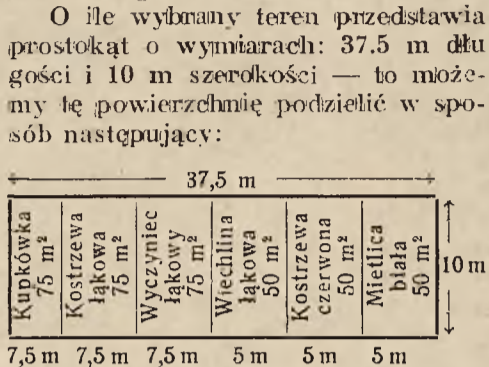 O ile wybrany teren przedstawia
prostokąt o wymiarach: 37.5 m dłu
gości i 10 m szerokości — to może-
my tę powierzchnię podzielić w spo-
sób następujący:
37,5 m
Kupkówka
75 m²
Kostrzewa
łąkowa
75 m²
Wyczyniec
łąkowy
75 m²
Wiechlina
łąkowa
50 m²
Kostrzewa
czerwona
50 m²
Mietlica
biała
50 m²
10 m
7,5 m 7,5 m 7,5 m 5 m 5 m 5 m